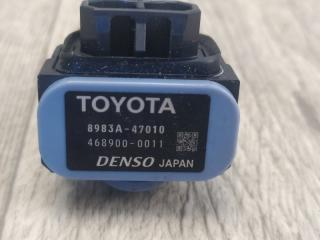 TOYOTA
8983A-47010
468900-0011
DENSO JAPAN